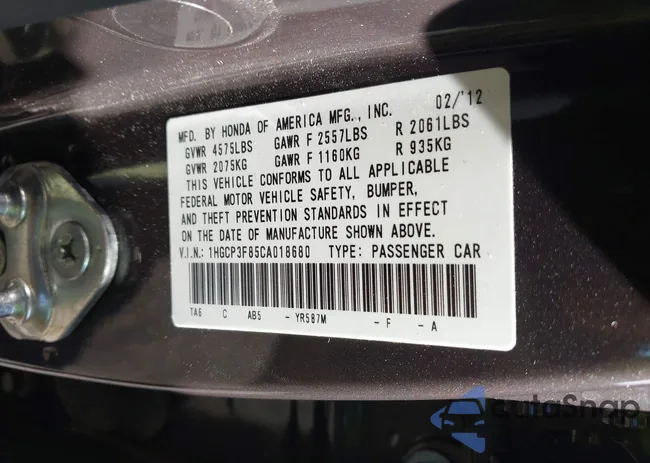 MFD. BY HONDA OF AMERICA MFG., INC. 02/'12
GVWR 4575LBS GAWR F 2557LBS R 2061LBS
GVWR 2075KG GAWR F 1160KG R 935KG
THIS VEHICLE CONFORMS TO ALL APPLICABLE
FEDERAL MOTOR VEHICLE SAFETY, BUMPER,
AND THEFT PREVENTION STANDARDS IN EFFECT
ON THE DATE OF MANUFACTURE SHOWN ABOVE.
V.I.N.: 1HGCP3F85CA018680 TYPE: PASSENGER CAR
TA6 C AB5 - YR587M - F - A
autoSnap